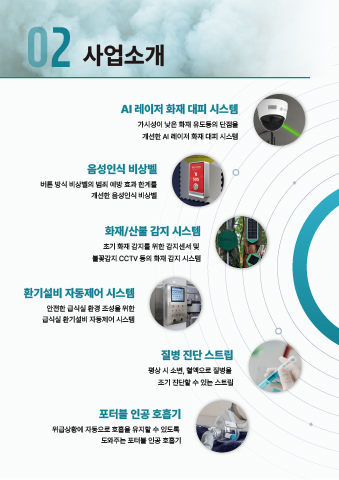 02 사업소개
AI 레이저 화재 대피 시스템
가시성이 낮은 화재 유도등의 단점을
개선한 AI 레이저 화재 대피 시스템
음성인식 비상벨
버튼 방식 비상벨의 범죄 예방 효과 한계를
개선한 음성인식 비상벨
화재/산불 감지 시스템
초기 화재 감지를 위한 감지센서 및
불꽃감지 CCTV 등의 화재 감지 시스템
환기설비 자동제어 시스템
안전한 급식실 환경 조성을 위한
급식실 환기설비 자동제어 시스템
질병 진단 스트립
평상 시 소변, 혈액으로 질병을
조기 진단할 수 있는 스트립
포터블 인공 호흡기
위급상황에 자동으로 호흡을 유지할 수 있도록
도와주는 포터블 인공 호흡기